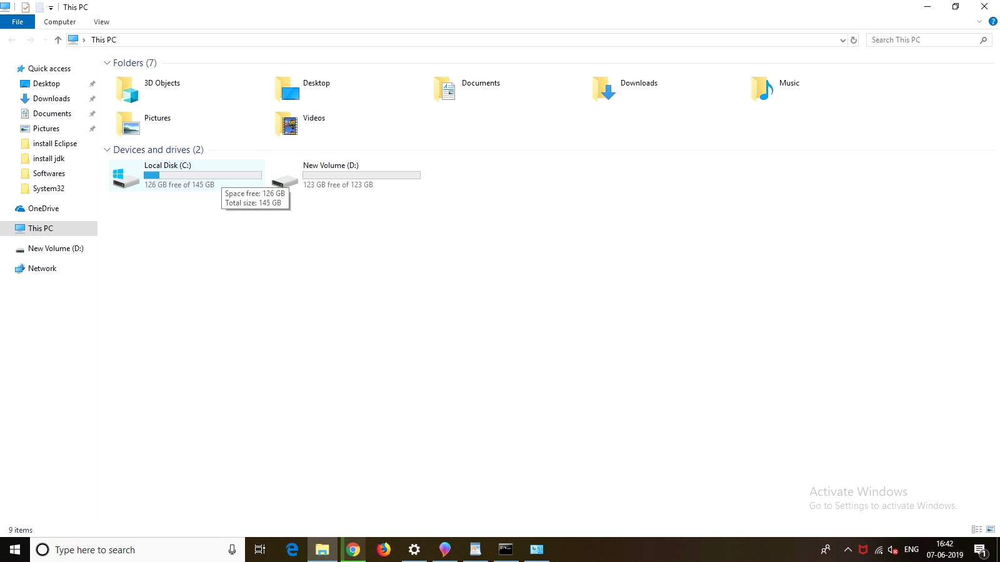 This PC
File Computer View
This PC
Search This PC
Quick access
Desktop
Downloads
Documents
Pictures
install Eclipse
install jdk
Softwares
System32
OneDrive
This PC
New Volume (D:)
Network
Folders (7)
3D Objects
Desktop
Documents
Downloads
Music
Pictures
Videos
Devices and drives (2)
Local Disk (C:)
126 GB free of 145 GB
New Volume (D:)
123 GB free of 123 GB
Space free: 126 GB
Total size: 145 GB
Activate Windows
Go to Settings to activate Windows.
9 items
Type here to search
ENG
16:42
07-06-2019
1